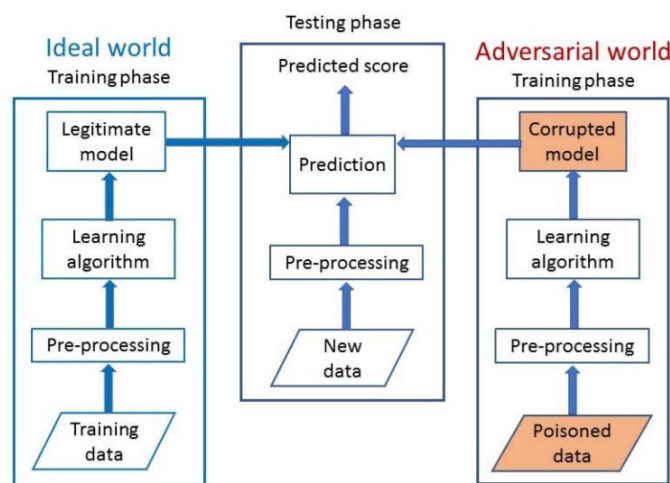 Ideal world
Training phase
Legitimate
model
Learning
algorithm
Pre-processing
Training
data
Testing phase
Predicted score
Prediction
Pre-processing
New
data
Adversarial world
Training phase
Corrupted
model
Learning
algorithm
Pre-processing
Poisoned
data